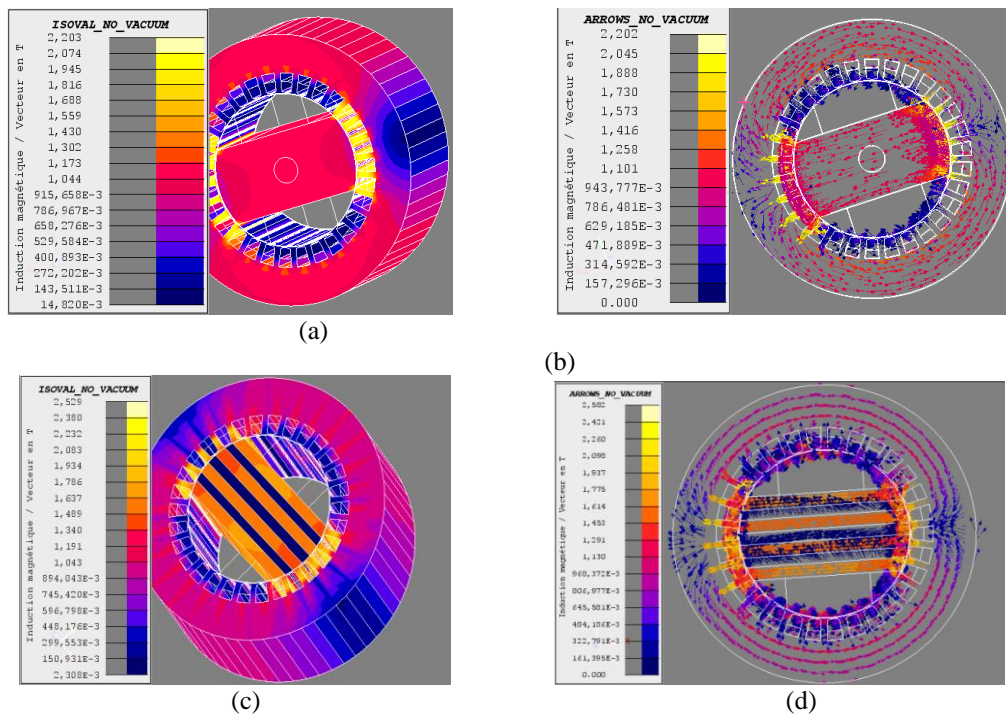 ISOVAL_NO_VACUUM
Induction magnétique / Vecteur en T
2,203
2,074
1,945
1,816
1,688
1,559
1,430
1,302
1,173
1,044
915,658E-3
786,967E-3
658,276E-3
529,584E-3
400,893E-3
272,202E-3
143,511E-3
14,820E-3
(a)
ARROWS_NO_VACUUM
Induction magnétique / Vecteur en T
2,202
2,045
1,888
1,730
1,573
1,416
1,258
1,101
943,777E-3
786,481E-3
629,185E-3
471,889E-3
314,592E-3
157,296E-3
0.000
(b)
ISOVAL_NO_VACUUM
Induction magnétique / Vecteur en T
2,529
2,380
2,232
2,083
1,934
1,786
1,637
1,489
1,340
1,191
1,043
894,043E-3
745,420E-3
596,798E-3
448,176E-3
299,553E-3
150,931E-3
2,308E-3
(c)
ARROWS_NO_VACUUM
Induction magnétique / Vecteur en T
2,421
2,260
2,098
1,937
1,775
1,614
1,453
1,291
1,130
968,372E-3
806,977E-3
645,581E-3
484,186E-3
322,791E-3
161,395E-3
0.000
(d)